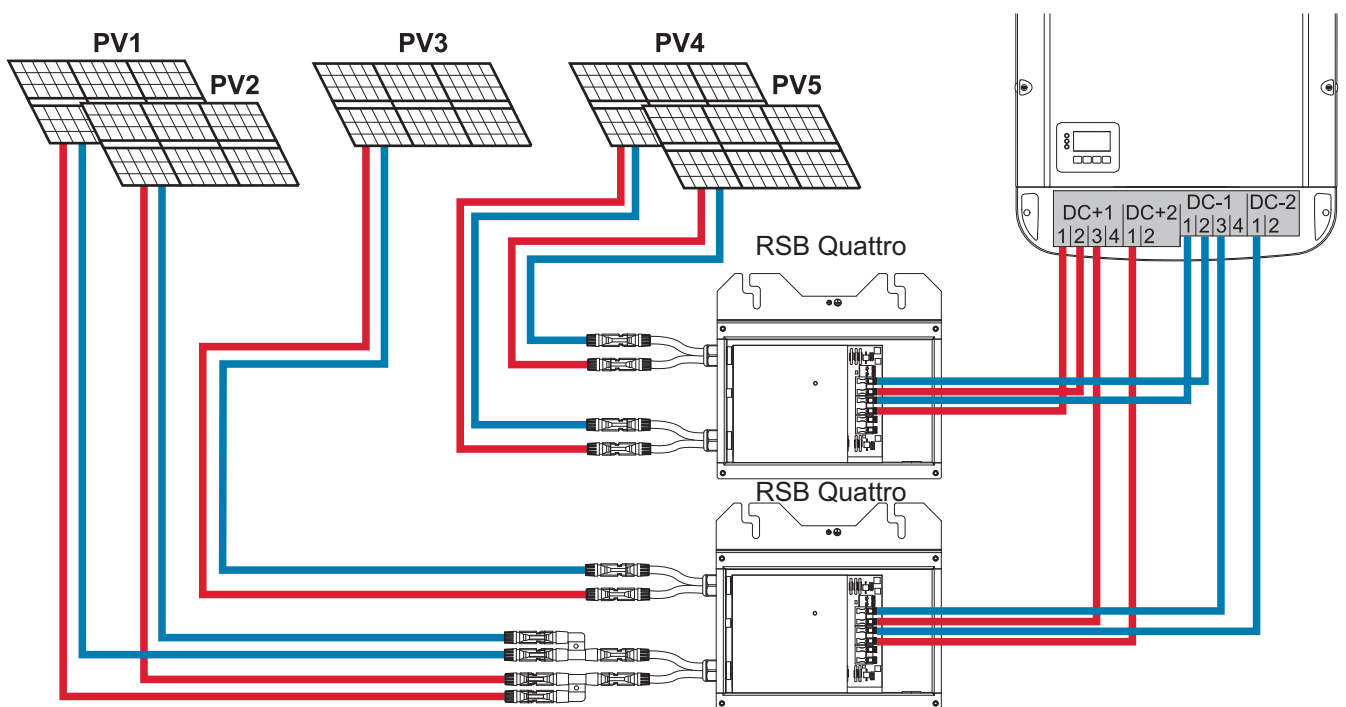 PV1
PV3
PV4
PV2
PV5
DC+1
DC+2
DC-1
DC-2
1 2 3 4 1 2
1 2 3 4 1 2
RSB Quattro
RSB Quattro